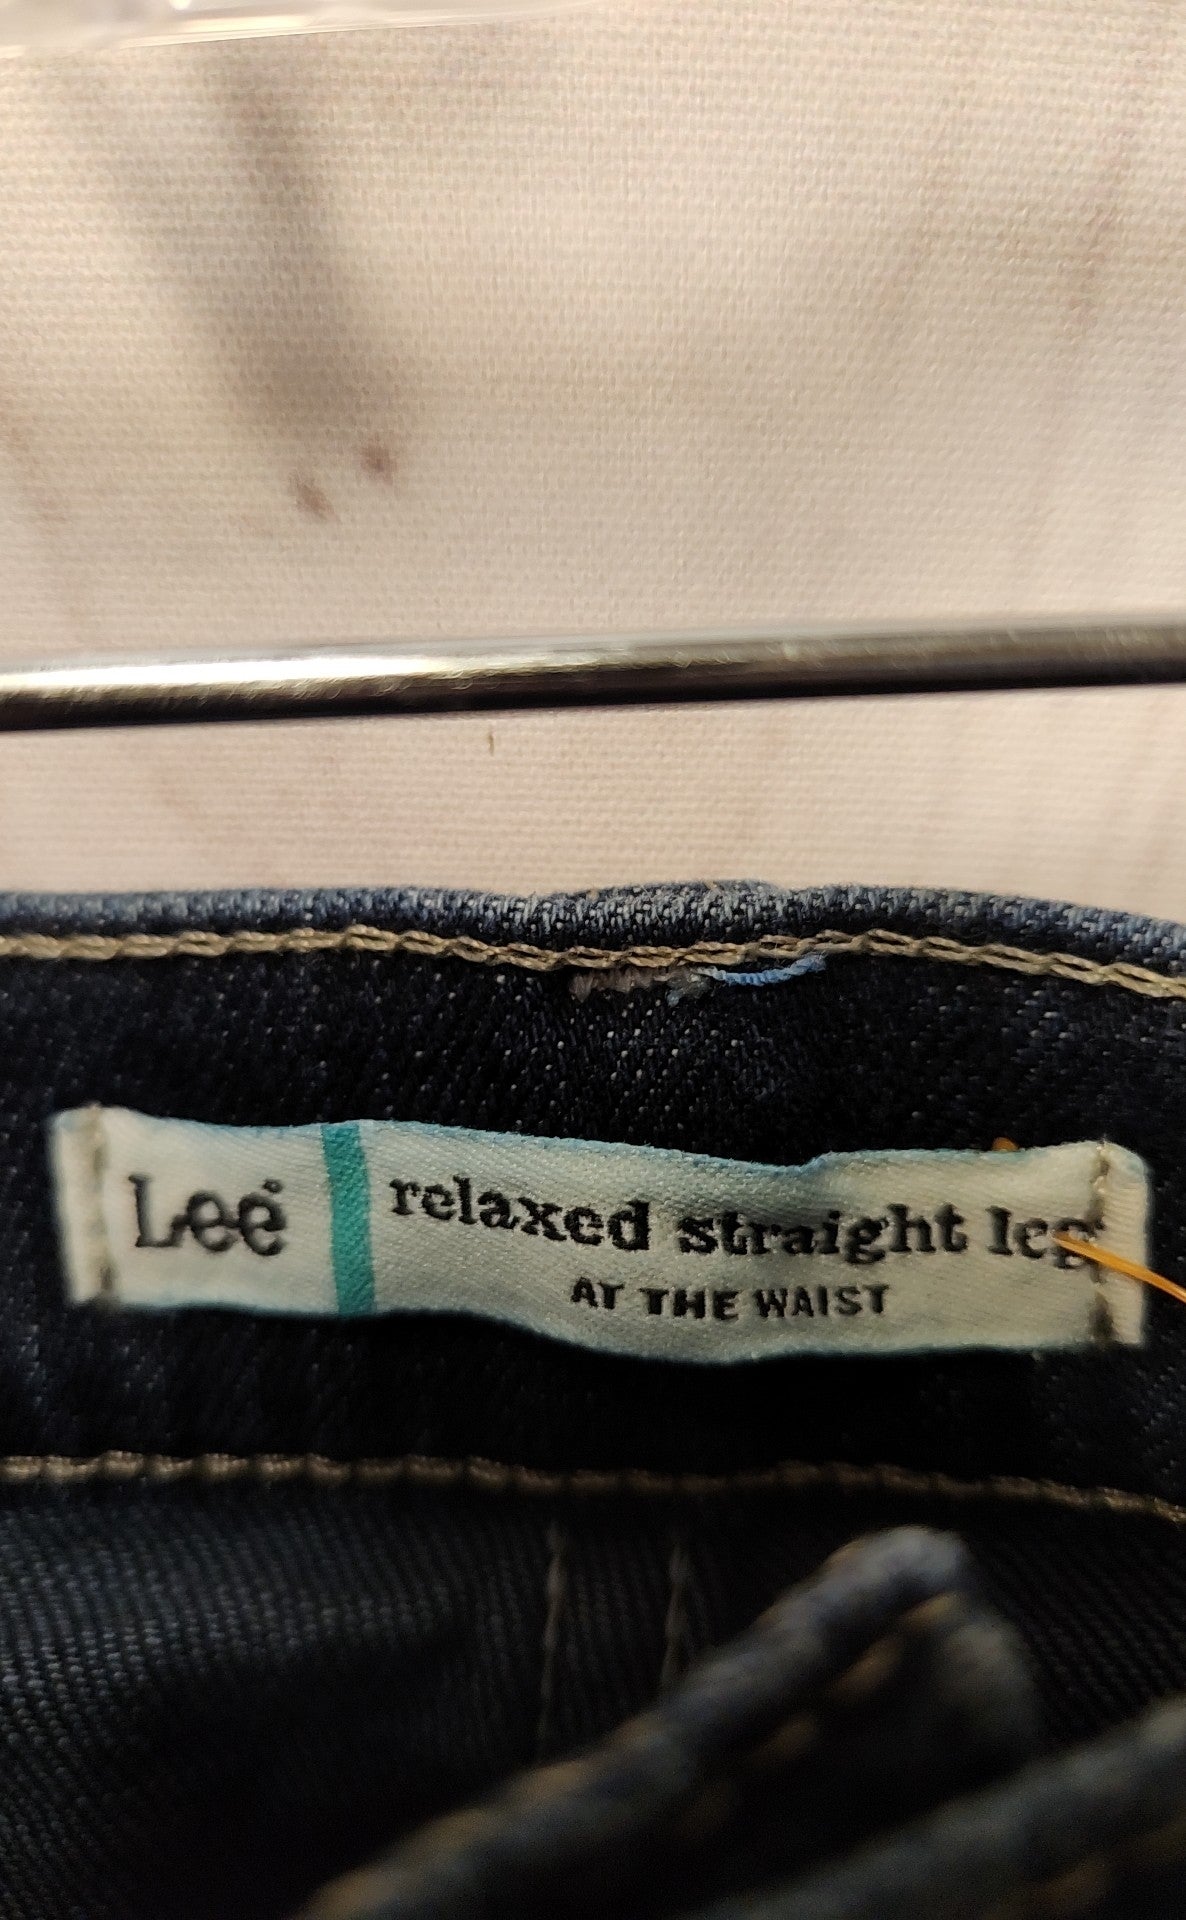 Lee®
relaxed straight leg
AT THE WAIST